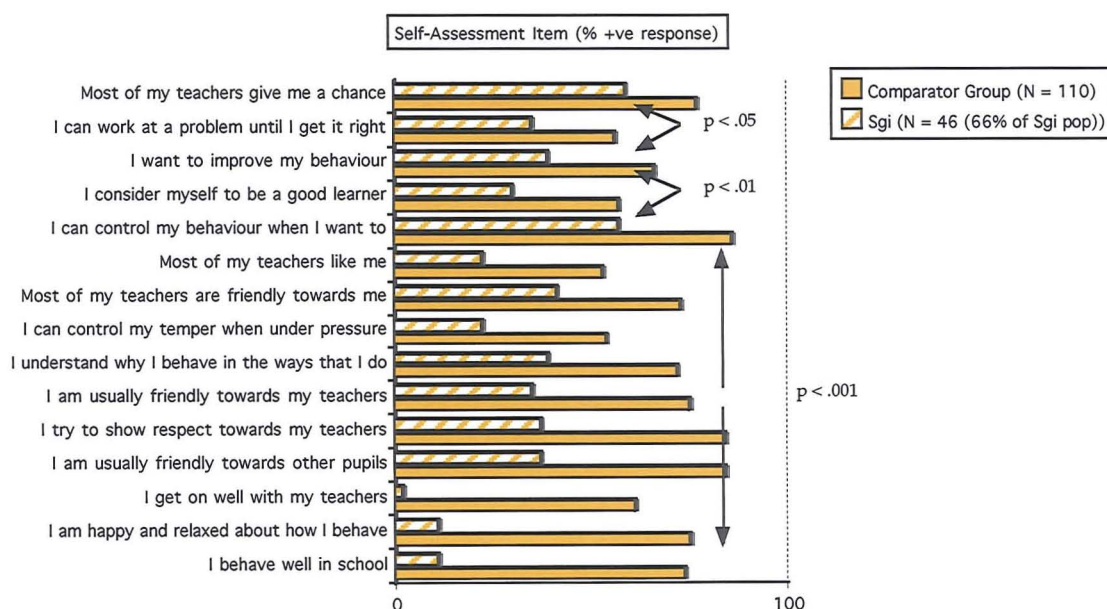 Self-Assessment Item (% +ve response)
Comparator Group (N = 110)
Sgi (N = 46 (66% of Sgi pop))
Most of my teachers give me a chance
I can work at a problem until I get it right
I want to improve my behaviour
I consider myself to be a good learner
I can control my behaviour when I want to
Most of my teachers like me
Most of my teachers are friendly towards me
I can control my temper when under pressure
I understand why I behave in the ways that I do
I am usually friendly towards my teachers
I try to show respect towards my teachers
I am usually friendly towards other pupils
I get on well with my teachers
I am happy and relaxed about how I behave
I behave well in school
p < .05
p < .01
p < .001
0
100